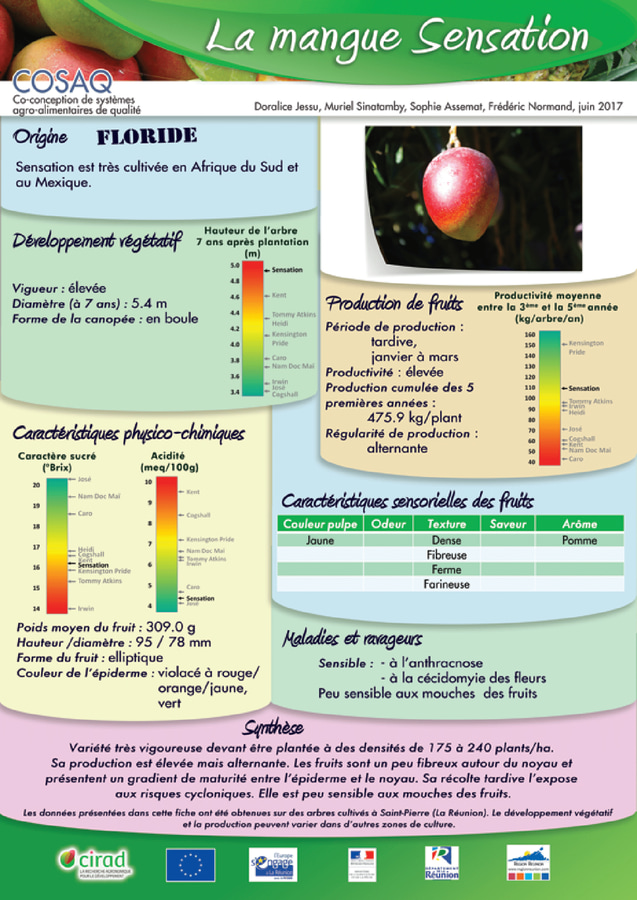 La mangue Sensation
COSAQ
Co-conception de systèmes
agro-alimentaires de qualité
Doralice Jessu, Muriel Sinatamby, Sophie Assemat, Frédéric Normand, juin 2017
Origine FLORIDE
Sensation est très cultivée en Afrique du Sud et
au Mexique.
Développement végétatif
Vigueur : élevée
Diamètre (à 7 ans) : 5.4 m
Forme de la canopée : en boule
Hauteur de l'arbre
7 ans après plantation
(m)
5.0
4.8
4.6
4.4
4.2
4.0
3.8
3.6
3.4
Sensation
Kent
Tommy Atkins
Heidi
Kensington
Pride
Caro
Nam Doc Mai
Irwin
José
Cogshall
Production de fruits
Période de production :
tardive,
janvier à mars
Productivité : élevée
Production cumulée des 5
premières années :
475.9 kg/plant
Régularité de production :
alternante
Productivité moyenne
entre la 3ème et la 5ème année
(kg/arbre/an)
160
150
140
130
120
110
100
90
80
70
60
50
40
Kensington
Pride
Sensation
Tommy Atkins
Irwin
Heidi
José
Cogshall
Kent
Nam Doc Mai
Caro
Caractéristiques physico-chimiques
Caractère sucré
(°Brix)
20
19
18
17
16
15
14
José
Nam Doc Mai
Caro
Heidi
Cogshall
Kent
Sensation
Kensington Pride
Tommy Atkins
Irwin
Acidité
(meq/100g)
10
9
8
7
6
5
4
Kent
Cogshall
Kensington Pride
Nam Doc Mai
Tommy Atkins
Irwin
Caro
Sensation
José
Poids moyen du fruit : 309.0 g
Hauteur /diamètre : 95 / 78 mm
Forme du fruit : elliptique
Couleur de l'épiderme : violacé à rouge/
orange/jaune,
vert
Caractéristiques sensorielles des fruits
Couleur pulpe Odeur Texture Saveur Arôme
Jaune Dense Pomme
Fibreuse
Ferme
Farineuse
Maladies et ravageurs
Sensible : - à l'anthracnose
- à la cécidomyie des fleurs
Peu sensible aux mouches des fruits
Synthèse
Variété très vigoureuse devant être plantée à des densités de 175 à 240 plants/ha.
Sa production est élevée mais alternante. Les fruits sont un peu fibreux autour du noyau et
présentent un gradient de maturité entre l'épiderme et le noyau. Sa récolte tardive l'expose
aux risques cycloniques. Elle est peu sensible aux mouches des fruits.
Les données présentées dans cette fiche ont été obtenues sur des arbres cultivés à Saint-Pierre (La Réunion). Le développement végétatif
et la production peuvent varier dans d'autres zones de culture.
cirad
LA RECHERCHE AGRONOMIQUE
POUR LE DÉVELOPPEMENT
l'Europe
s'engage
à la Réunion
DÉPARTEMENT
de la
Réunion
REGION REUNION
www.regionreunion.com